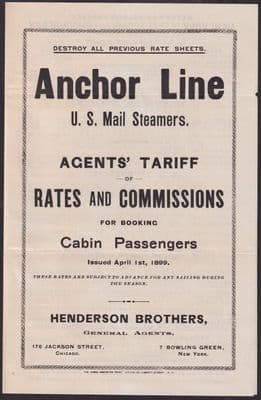 DESTROY ALL PREVIOUS RATE SHEETS.
Anchor Line
U. S. Mail Steamers.
AGENTS' TARIFF
—OF—
RATES AND COMMISSIONS
FOR BOOKING
Cabin Passengers
Issued April 1st, 1899.
THESE RATES ARE SUBJECT TO ADVANCE FOR ANY SAILING DURING
THE SEASON.
HENDERSON BROTHERS,
GENERAL AGENTS,
176 JACKSON STREET, 7 BOWLING GREEN,
CHICAGO. NEW YORK.